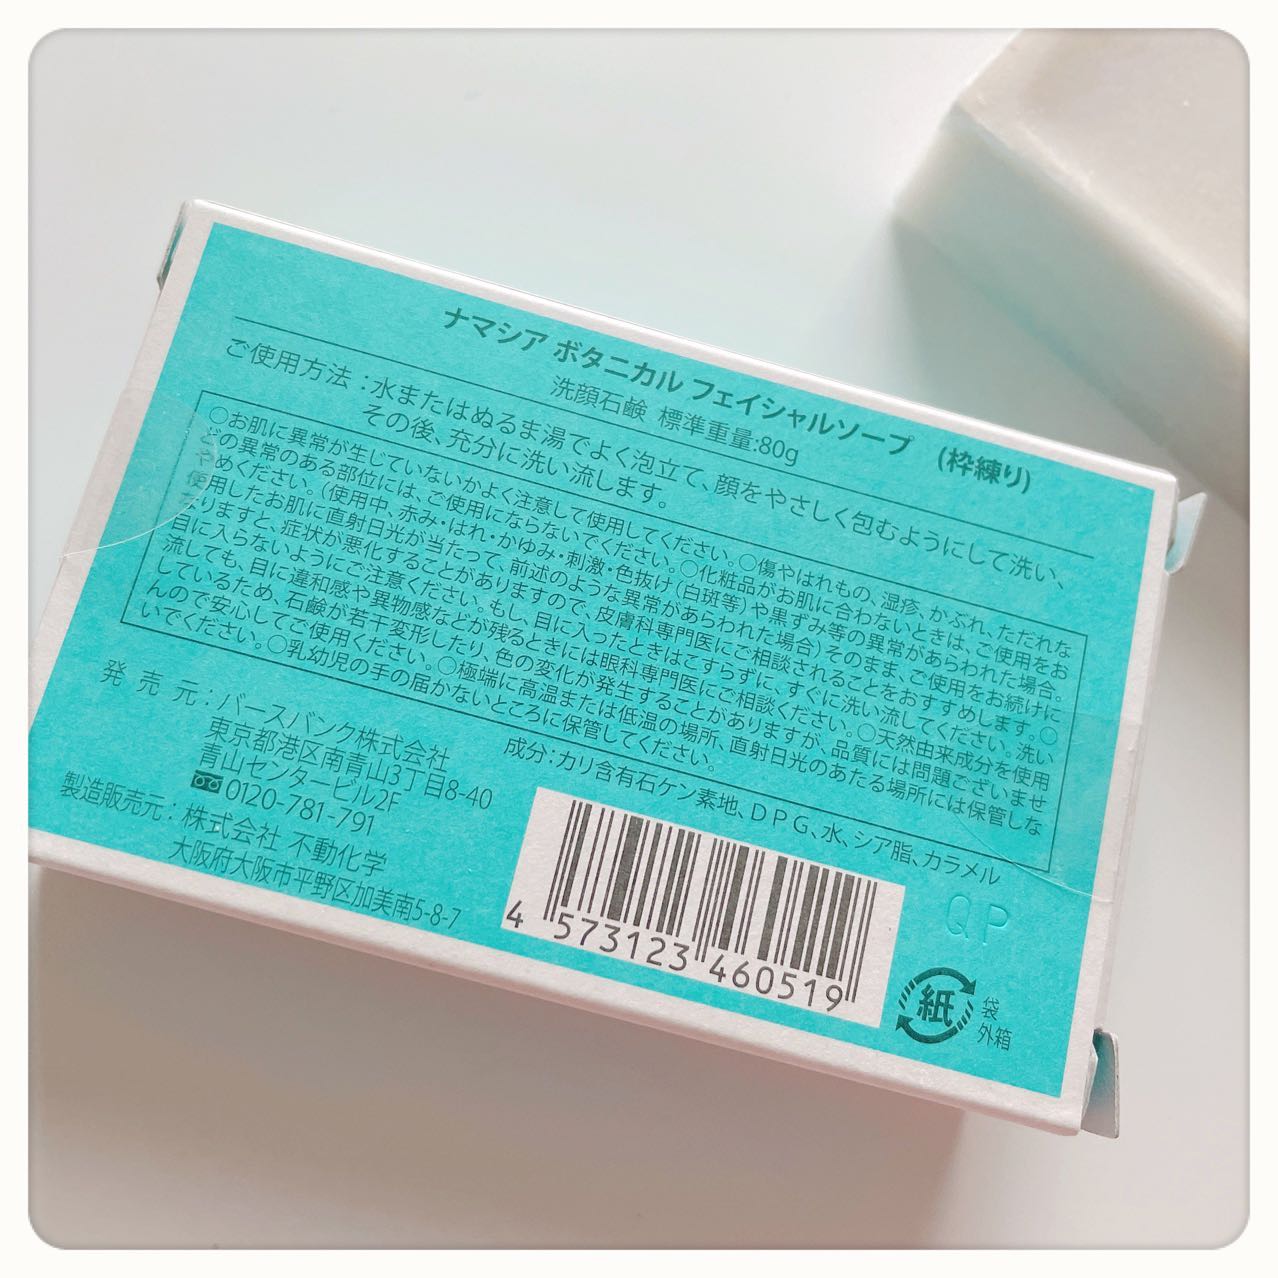 ナマシア ボタニカル フェイシャルソープ (枠練り)
洗顔石鹸 標準重量:80g
ご使用方法:水またはぬるま湯でよく泡立て、顔をやさしく包むようにして洗い、
その後、充分に洗い流します。
○お肌に異常が生じていないかよく注意して使用してください。○傷やはれもの、湿疹、かぶれ、ただれな
どの異常のある部位には、ご使用にならないでください。○化粧品がお肌に合わないときは、ご使用をお
やめください。(使用中、赤み・はれ・かゆみ・刺激・色抜け(白斑等)や黒ずみ等の異常があらわれた場合。
使用したお肌に直射日光が当たって、前述のような異常があらわれた場合)そのまま、ご使用をお続けに
なりますと、症状が悪化することがありますので、皮膚科専門医にご相談されることをおすすめします。○
目に入らないようにご注意ください。もし、目に入ったときはこすらずに、すぐに洗い流してください。洗い
流しても、目に違和感や異物感などが残るときには眼科専門医にご相談ください。○天然由来成分を使用
しているため、石鹸が若干変形したり、色の変化が発生することがありますが、品質には問題ございませ
んので安心してご使用ください。○極端に高温または低温の場所、直射日光のあたる場所には保管しな
いでください。○乳幼児の手の届かないところに保管してください。
発売元:バースバンク株式会社
東京都港区南青山3丁目8-40
青山センタービル2F
0120-781-791
製造販売元:株式会社 不動化学
大阪府大阪市平野区加美南5-8-7
成分:カリ含有石ケン素地、DPG、水、シア脂、カラメル
4 573123 460519
QP
紙
袋
外箱